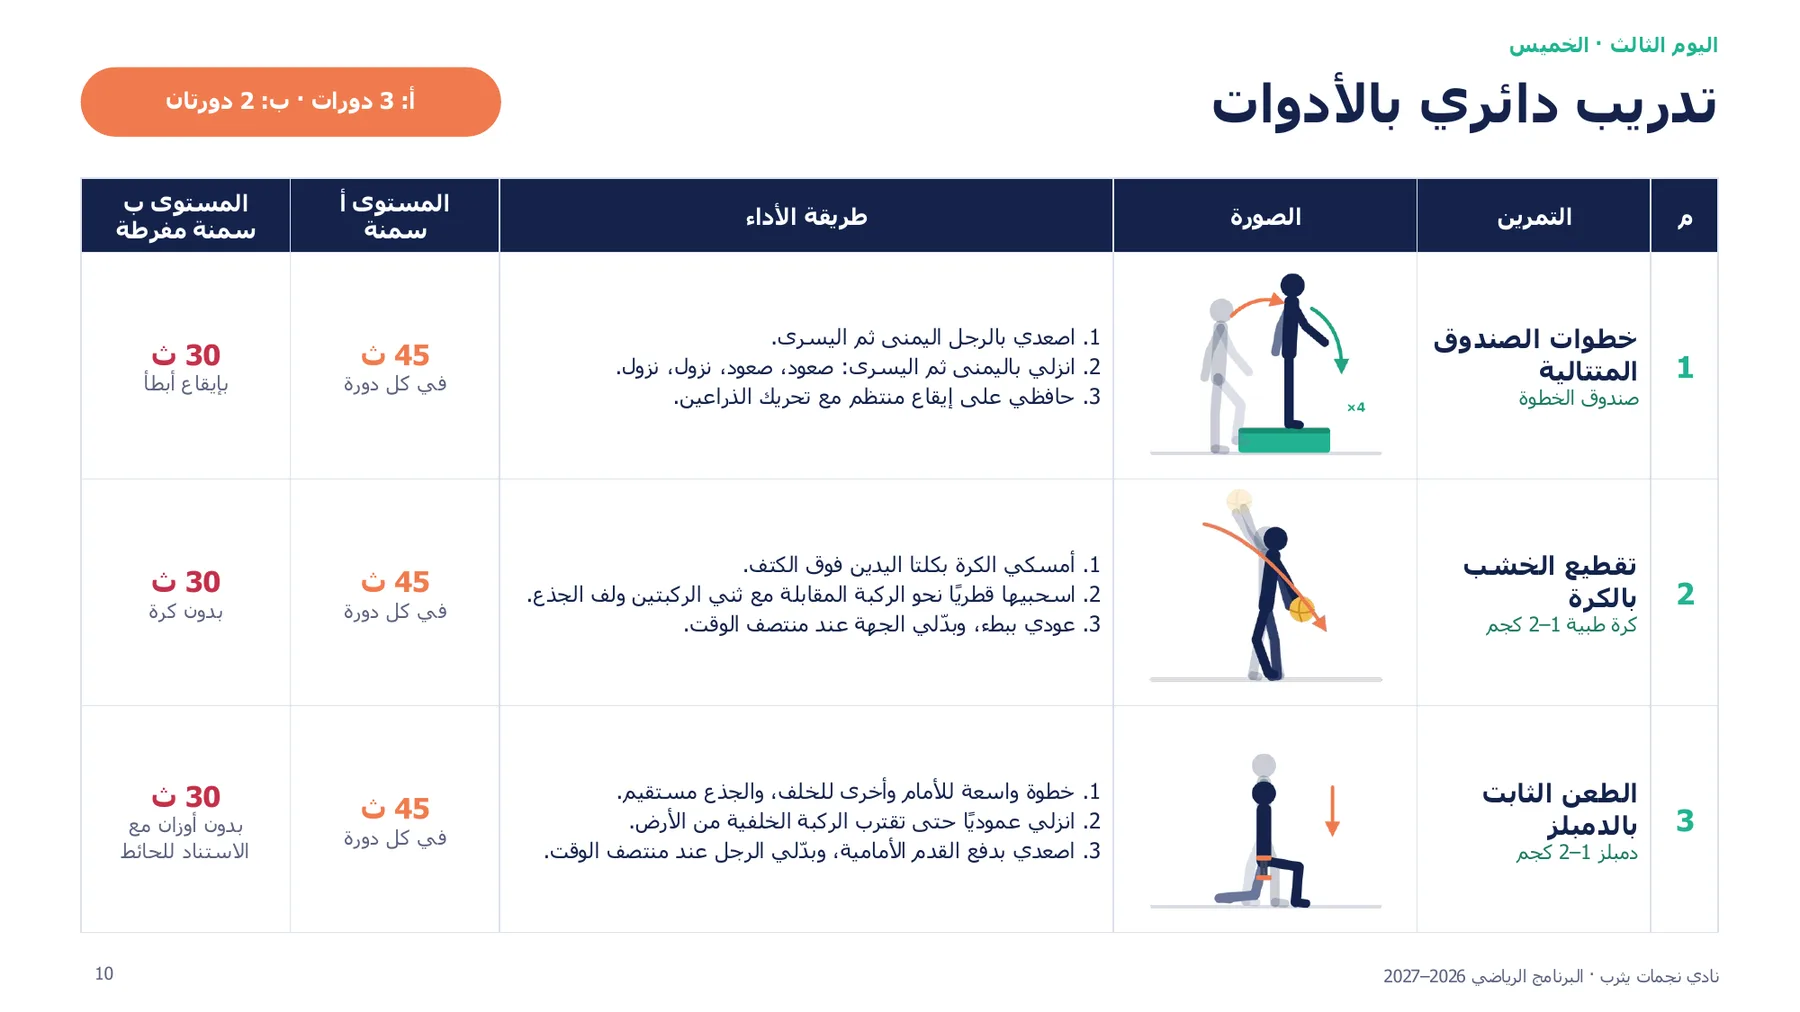 اليوم الثالث · الخميس
تدريب دائري بالأدوات
أ: 3 دورات · ب: 2 دورتان
م
التمرين
الصورة
طريقة الأداء
المستوى أ
سمنة
المستوى ب
سمنة مفرطة
1
خطوات الصندوق
المتتالية
صندوق الخطوة
×4
1. اصعدي بالرجل اليمنى ثم اليسرى.
2. انزلي باليمنى ثم اليسرى: صعود، صعود، نزول، نزول.
3. حافظي على إيقاع منتظم مع تحريك الذراعين.
45 ث
في كل دورة
30 ث
بإيقاع أبطأ
2
تقطيع الخشب
بالكرة
كرة طبية 1–2 كجم
1. أمسكي الكرة بكلتا اليدين فوق الكتف.
2. اسحبيها قطريًا نحو الركبة المقابلة مع ثني الركبتين ولف الجذع.
3. عودي ببطء، وبدّلي الجهة عند منتصف الوقت.
45 ث
في كل دورة
30 ث
بدون كرة
3
الطعن الثابت
بالدمبلز
دمبلز 1–2 كجم
1. خطوة واسعة للأمام وأخرى للخلف، والجذع مستقيم.
2. انزلي عموديًا حتى تقترب الركبة الخلفية من الأرض.
3. اصعدي بدفع القدم الأمامية، وبدّلي الرجل عند منتصف الوقت.
45 ث
في كل دورة
30 ث
بدون أوزان مع
الاستناد للحائط
نادي نجمات يثرب · البرنامج الرياضي 2026–2027
10